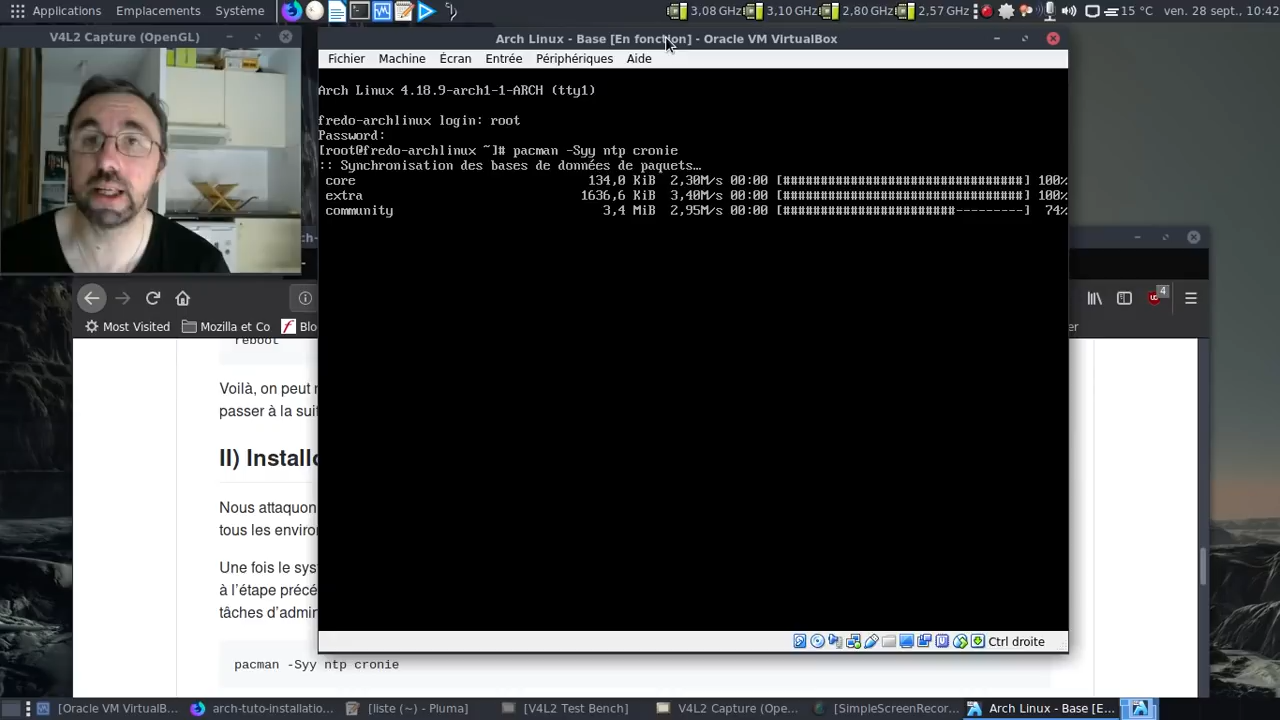 Applications Emplacements Système 3,08 GHz 3,10 GHz 2,80 GHz 2,57 GHz 15 °C ven. 28 sept., 10:42
V4L2 Capture (OpenGL)
Arch Linux - Base [En fonction] - Oracle VM VirtualBox
Fichier Machine Écran Entrée Périphériques Aide
Arch Linux 4.18.9-arch1-1-ARCH (tty1)
fredo-archlinux login: root
Password:
[root@fredo-archlinux ~]# pacman -Syy ntp cronie
:: Synchronisation des bases de données de paquets…
core 134,0 KiB 2,30M/s 00:00 [################################] 100%
extra 1636,6 KiB 3,40M/s 00:00 [################################] 100%
community 3,4 MiB 2,95M/s 00:00 [#######################---------] 74%
4
Most Visited Mozilla et Co
reboot
Voilà, on peut
passer à la
II)
Nous
tous les
Une fois le
à l'étape
tâches
pacman -Syy ntp cronie
Ctrl droite
[Oracle VM VirtualB... arch-tuto-installatio... [liste (~) - Pluma] [V4L2 Test Bench] V4L2 Capture (Ope... [SimpleScreenRecor... Arch Linux - Base [E...